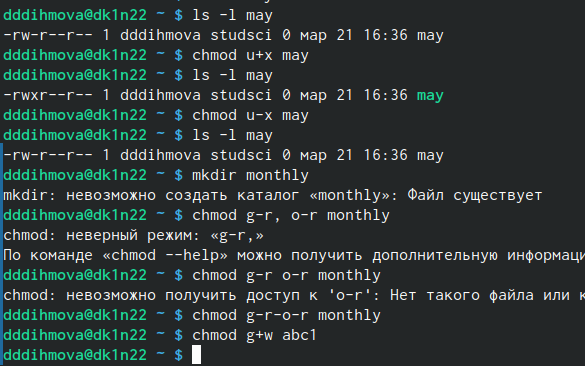 dddihmova@dk1n22 ~ $ ls -l may
-rw-r--r-- 1 dddihmova studsci 0 мар 21 16:36 may
dddihmova@dk1n22 ~ $ chmod u+x may
dddihmova@dk1n22 ~ $ ls -l may
-rwxr--r-- 1 dddihmova studsci 0 мар 21 16:36 may
dddihmova@dk1n22 ~ $ chmod u-x may
dddihmova@dk1n22 ~ $ ls -l may
-rw-r--r-- 1 dddihmova studsci 0 мар 21 16:36 may
dddihmova@dk1n22 ~ $ mkdir monthly
mkdir: невозможно создать каталог «monthly»: Файл существует
dddihmova@dk1n22 ~ $ chmod g-r, o-r monthly
chmod: неверный режим: «g-r,»
По команде «chmod --help» можно получить дополнительную информаци
dddihmova@dk1n22 ~ $ chmod g-r o-r monthly
chmod: невозможно получить доступ к 'o-r': Нет такого файла или к
dddihmova@dk1n22 ~ $ chmod g-r-o-r monthly
dddihmova@dk1n22 ~ $ chmod g+w abc1
dddihmova@dk1n22 ~ $